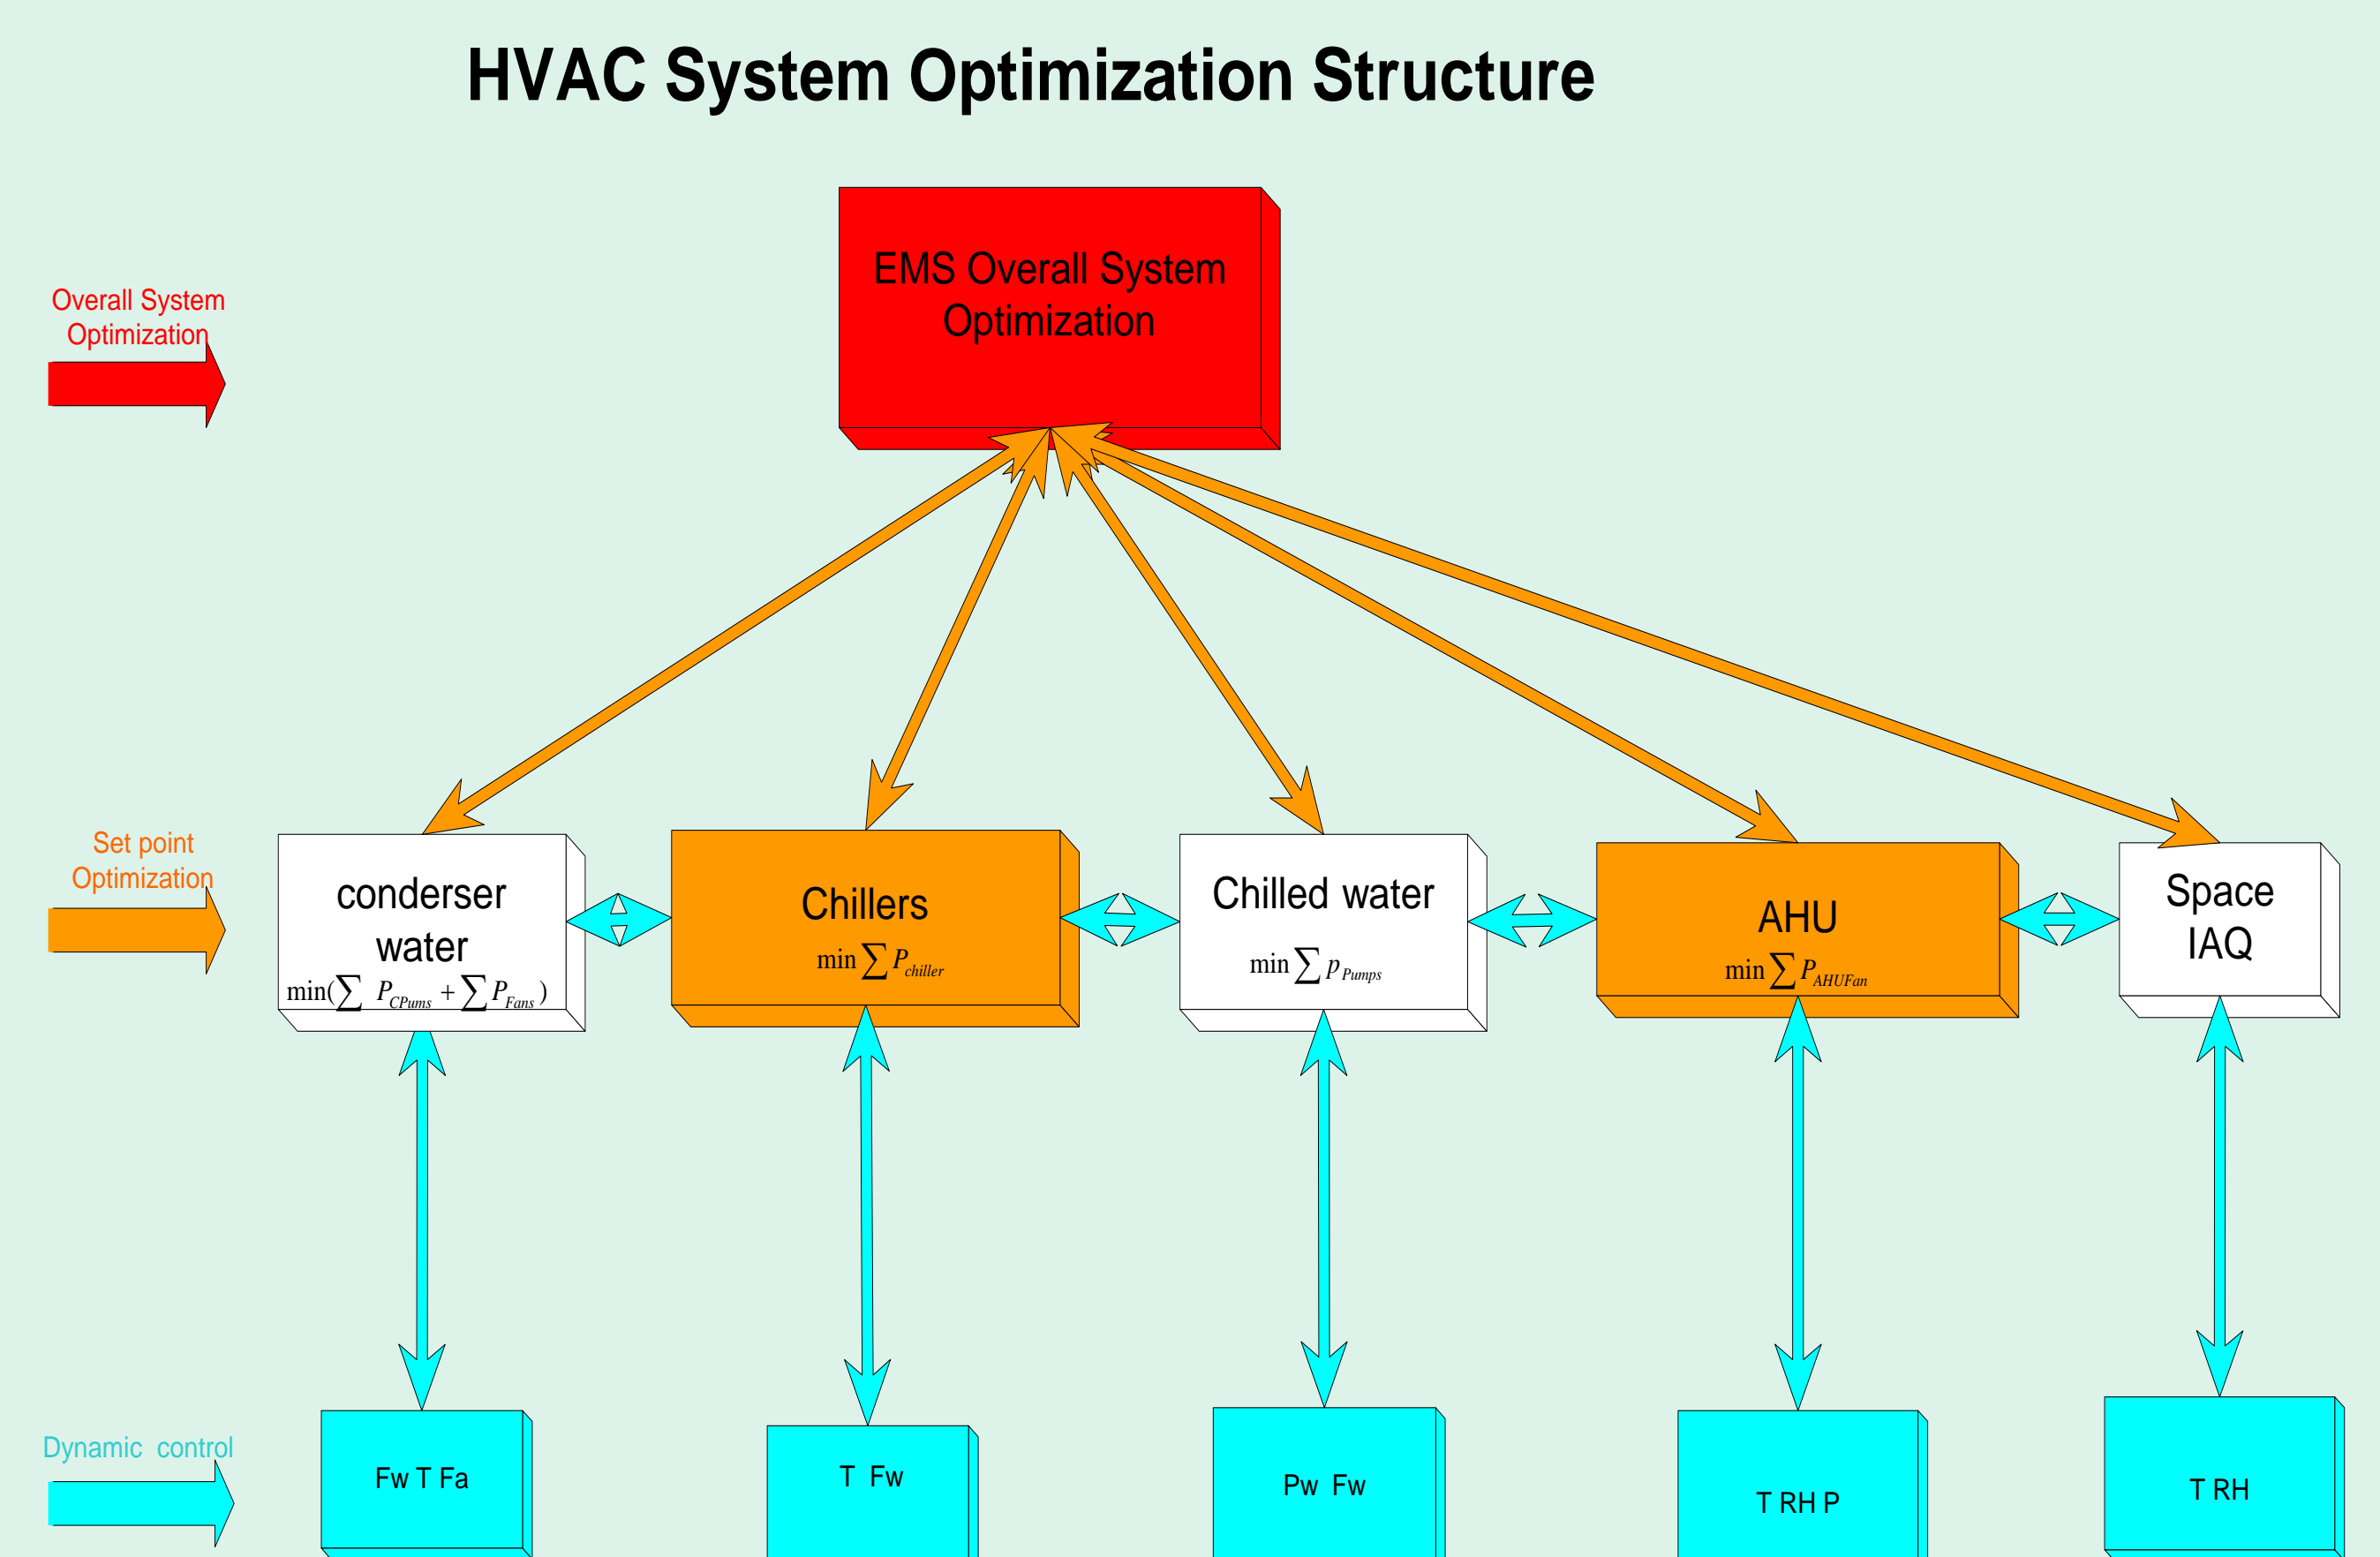 HVAC System Optimization Structure
EMS Overall System
Optimization
Overall System
Optimization
Set point
Optimization
conderser
water
min(∑ P_CPums + ∑ P_Fans)
Chillers
min ∑ P_chiller
Chilled water
min ∑ p_Pumps
AHU
min ∑ P_AHUFan
Space
IAQ
Dynamic control
Fw T Fa
T Fw
Pw Fw
T RH P
T RH